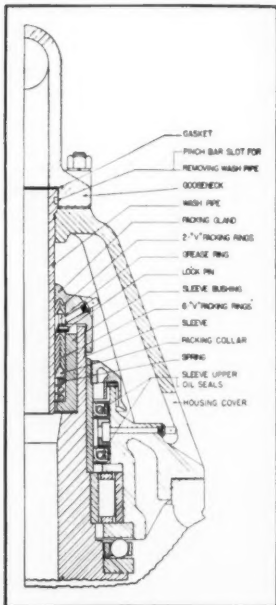 GASKET
PINCH BAR SLOT FOR
REMOVING WASH PIPE
GOOSENECK
WASH PIPE
PACKING GLAND
2-"V" PACKING RINGS
GREASE RING
LOCK PIN
SLEEVE BUSHING
6 "V" PACKING RINGS
SLEEVE
PACKING COLLAR
SPRING
SLEEVE UPPER
OIL SEALS
HOUSING COVER